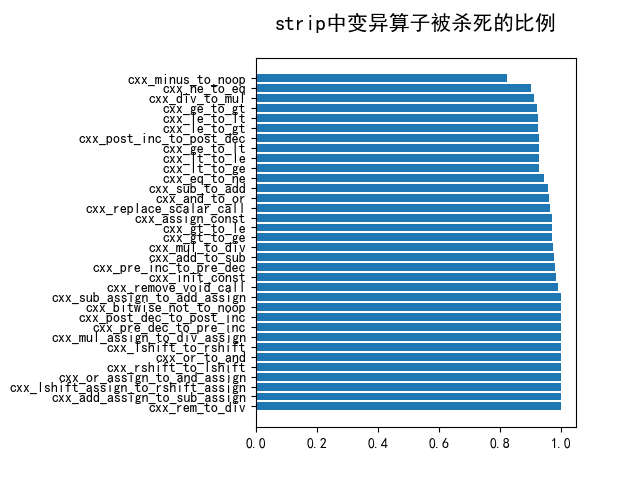 strip中变异算子被杀死的比例
cxx_minus_to_noop
cxx_ne_to_eq
cxx_div_to_mul
cxx_ge_to_gt
cxx_le_to_lt
cxx_le_to_gt
cxx_post_inc_to_post_dec
cxx_ge_to_lt
cxx_lt_to_le
cxx_lt_to_ge
cxx_eq_to_ne
cxx_sub_to_add
cxx_and_to_or
cxx_replace_scalar_call
cxx_assign_const
cxx_gt_to_le
cxx_gt_to_ge
cxx_mul_to_div
cxx_add_to_sub
cxx_pre_inc_to_pre_dec
cxx_init_const
cxx_remove_void_call
cxx_sub_assign_to_add_assign
cxx_bitwise_not_to_noop
cxx_post_dec_to_post_inc
cxx_pre_dec_to_pre_inc
cxx_mul_assign_to_div_assign
cxx_lshift_to_rshift
cxx_or_to_and
cxx_rshift_to_lshift
cxx_or_assign_to_and_assign
cxx_lshift_assign_to_rshift_assign
cxx_add_assign_to_sub_assign
cxx_rem_to_div
0.0 0.2 0.4 0.6 0.8 1.0